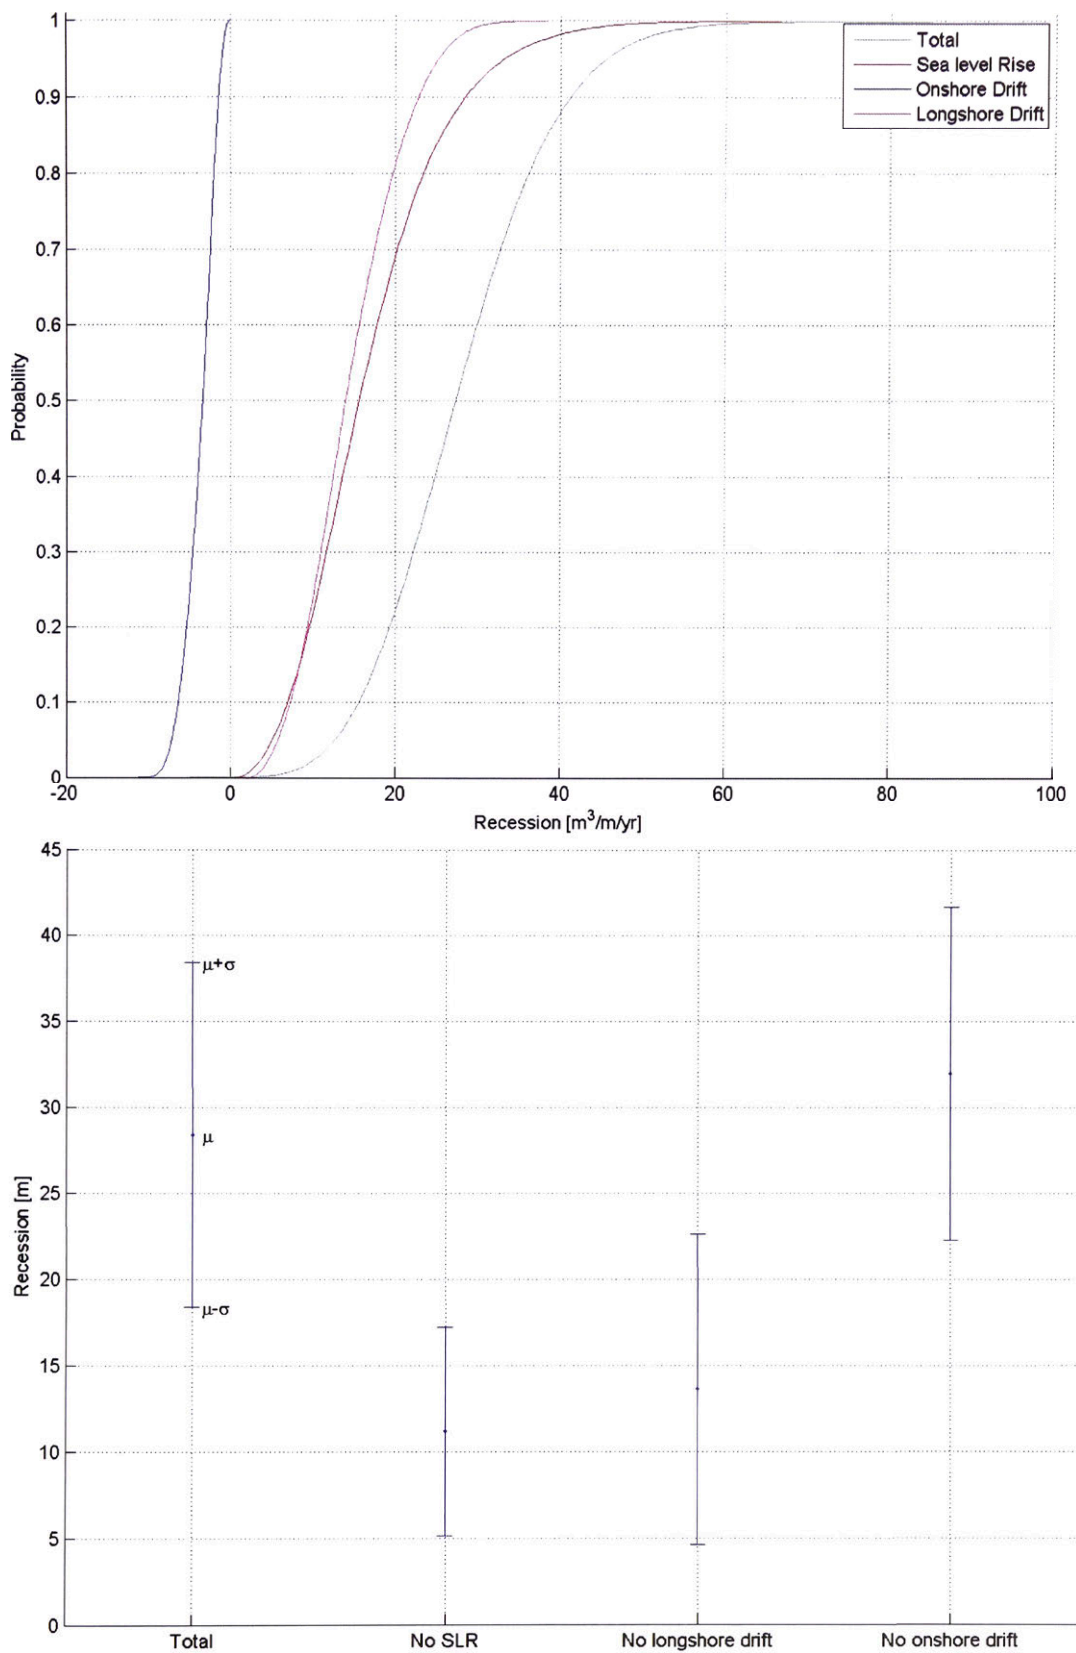 1
0.9
0.8
0.7
0.6
0.5
0.4
0.3
0.2
0.1
0
Probability
-20 0 20 40 60 80 100
Recession [m³/m/yr]
Total
Sea level Rise
Onshore Drift
Longshore Drift
45
40
35
30
25
20
15
10
5
0
Recession [m]
μ+σ
μ
μ-σ
Total No SLR No longshore drift No onshore drift